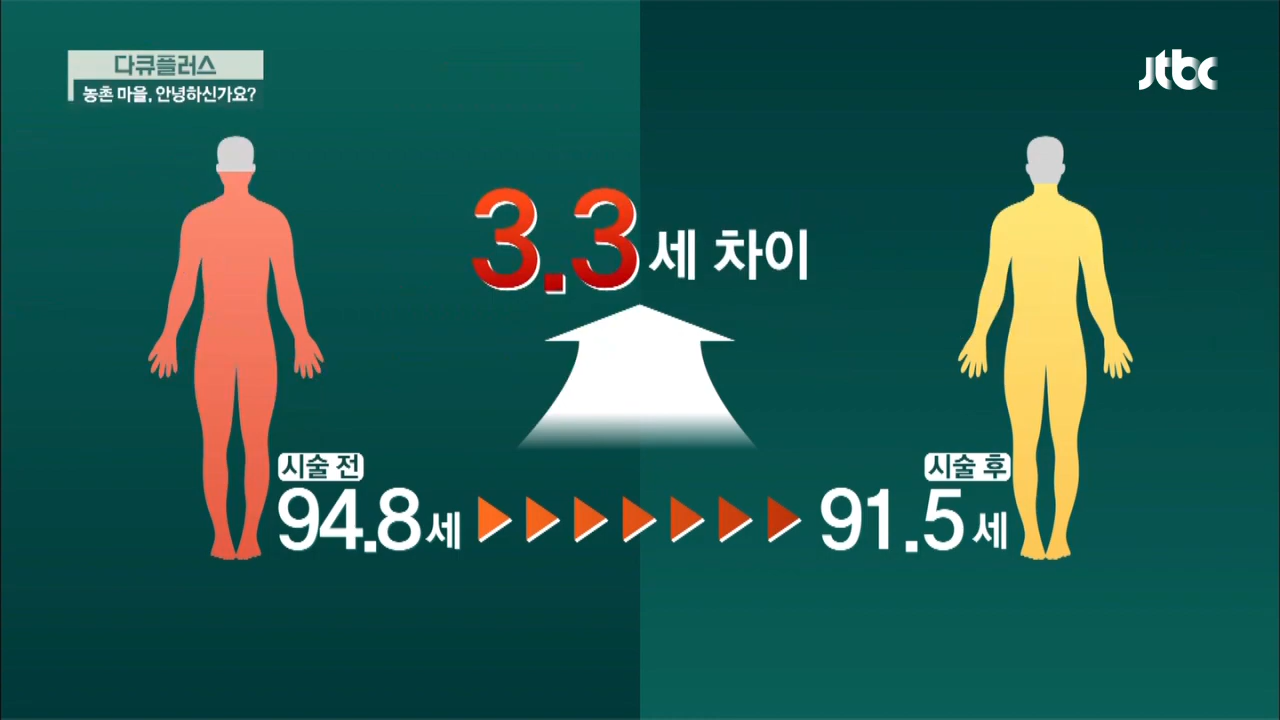 다큐플러스
농촌 마을, 안녕하신가요?
jtbc
3.3세 차이
시술 전
94.8세
시술 후
91.5세